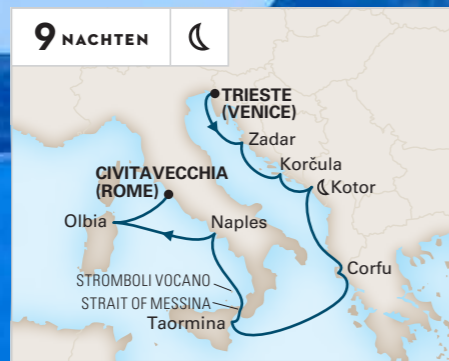 9 NACHTEN
TRIESTE
(VENICE)
Zadar
Korčula
Kotor
CIVITAVECCHIA
(ROME)
Olbia
Naples
Corfu
STROMBOLI VOCANO
STRAIT OF MESSINA
Taormina